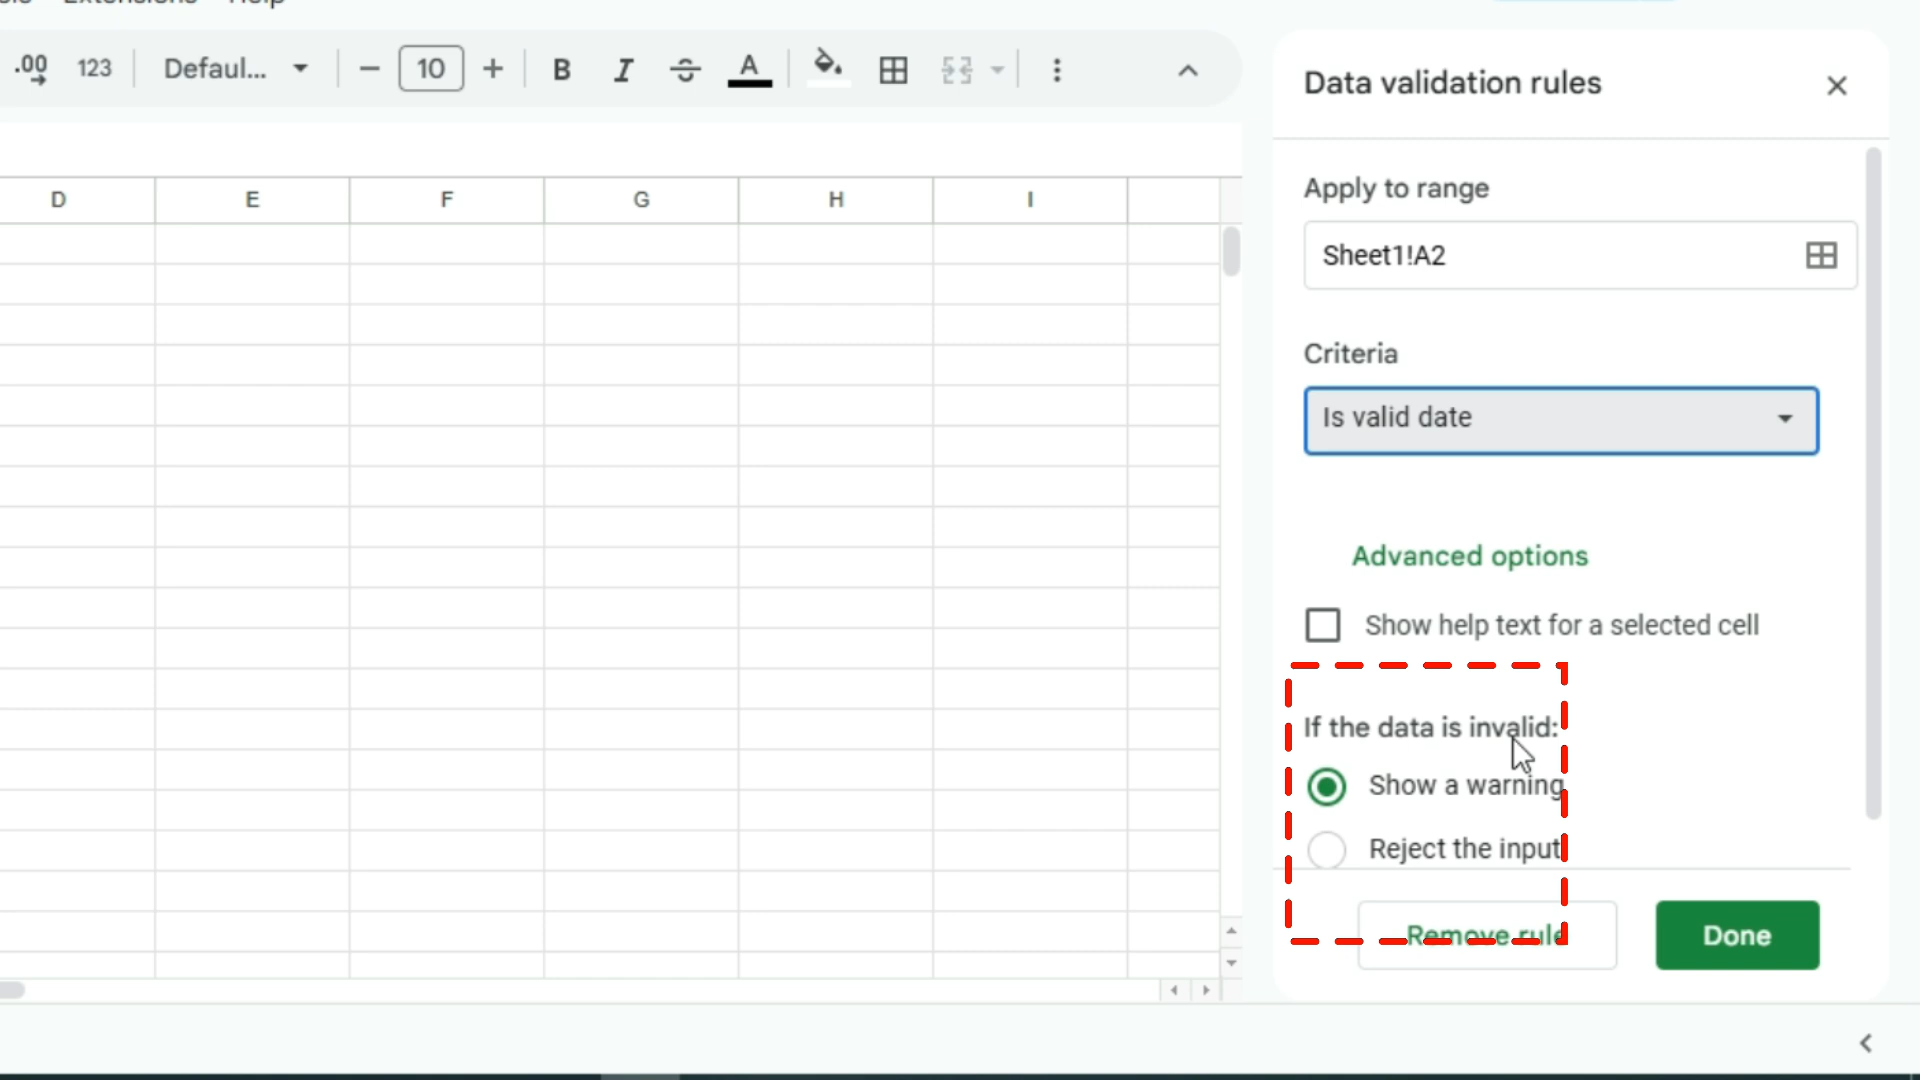 Extensions Help
.00 123 Defaul... 10 B I S A
Data validation rules
D E F G H I
Apply to range
Sheet1!A2
Criteria
Is valid date
Advanced options
Show help text for a selected cell
If the data is invalid:
Show a warning
Reject the input
Remove rule
Done